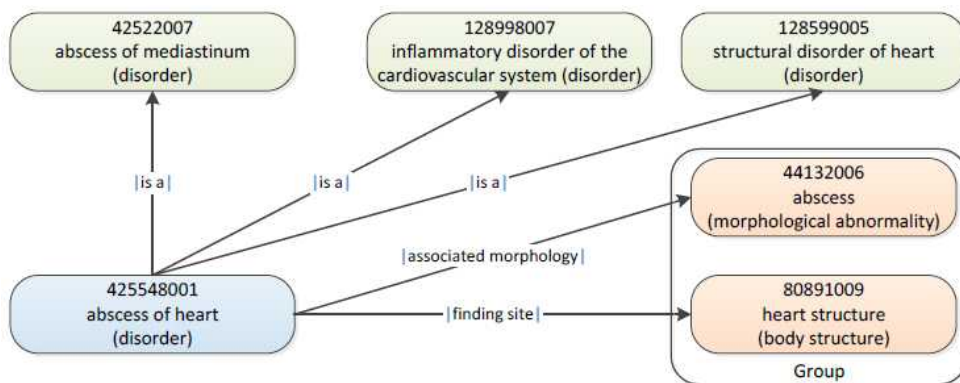 42522007
abscess of mediastinum
(disorder)
128998007
inflammatory disorder of the
cardiovascular system (disorder)
128599005
structural disorder of heart
(disorder)
|is a|
|is a|
|is a|
44132006
abscess
(morphological abnormality)
|associated morphology|
425548001
abscess of heart
(disorder)
|finding site|
80891009
heart structure
(body structure)
Group